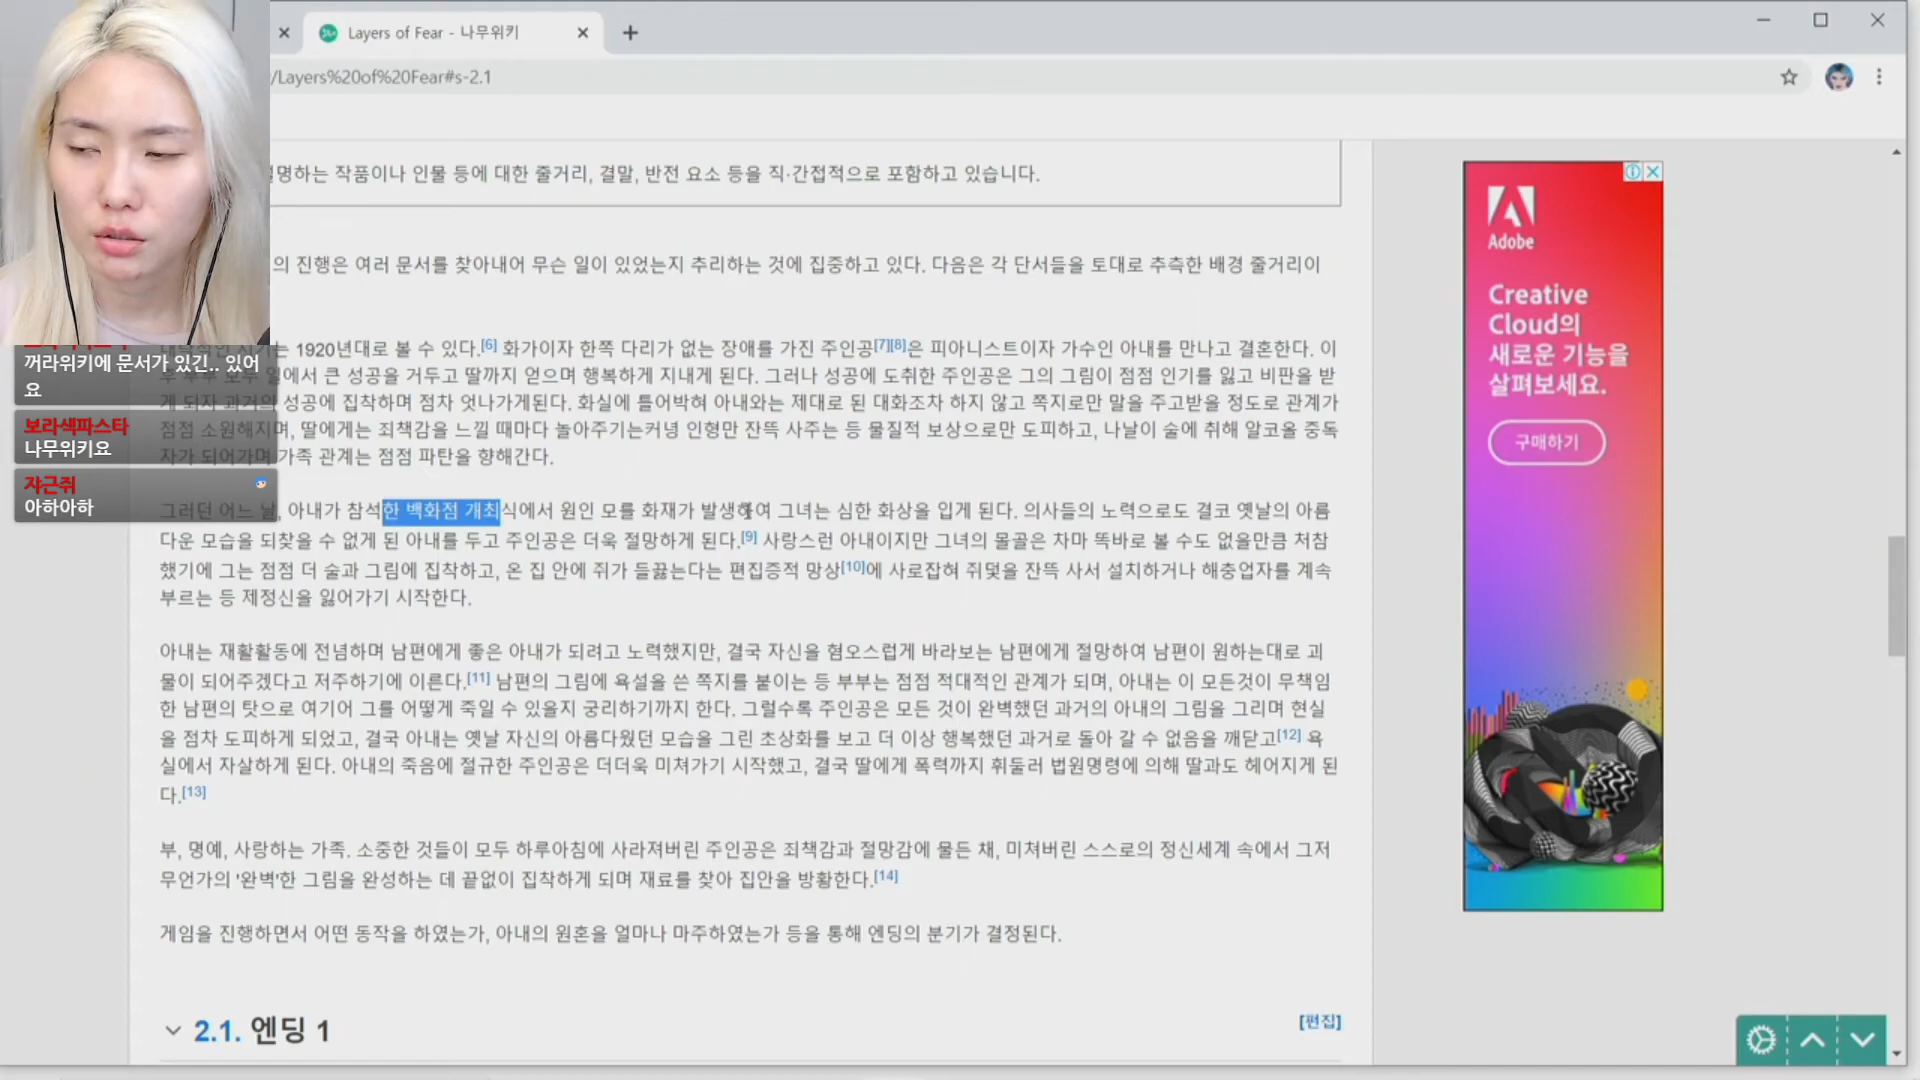 Layers of Fear - 나무위키
/Layers%20of%20Fear#s-2.1
명하는 작품이나 인물 등에 대한 줄거리, 결말, 반전 요소 등을 직·간접적으로 포함하고 있습니다.
의 진행은 여러 문서를 찾아내어 무슨 일이 있었는지 추리하는 것에 집중하고 있다. 다음은 각 단서들을 토대로 추측한 배경 줄거리이
는 1920년대로 볼 수 있다.[6] 화가이자 한쪽 다리가 없는 장애를 가진 주인공[7][8]은 피아니스트이자 가수인 아내를 만나고 결혼한다. 이
후 부부 모두 일에서 큰 성공을 거두고 딸까지 얻으며 행복하게 지내게 된다. 그러나 성공에 도취한 주인공은 그의 그림이 점점 인기를 잃고 비판을 받
게 되자 과거의 성공에 집착하며 점차 엇나가게된다. 화실에 틀어박혀 아내와는 제대로 된 대화조차 하지 않고 쪽지로만 말을 주고받을 정도로 관계가
점점 소원해지며, 딸에게는 죄책감을 느낄 때마다 놀아주기는커녕 인형만 잔뜩 사주는 등 물질적 보상으로만 도피하고, 나날이 술에 취해 알코올 중독
자가 되어가며 가족 관계는 점점 파탄을 향해간다.
그러던 어느 날, 아내가 참석한 백화점 개최식에서 원인 모를 화재가 발생하여 그녀는 심한 화상을 입게 된다. 의사들의 노력으로도 결코 옛날의 아름
다운 모습을 되찾을 수 없게 된 아내를 두고 주인공은 더욱 절망하게 된다.[9] 사랑스런 아내이지만 그녀의 몰골은 차마 똑바로 볼 수도 없을만큼 처참
했기에 그는 점점 더 술과 그림에 집착하고, 온 집 안에 쥐가 들끓는다는 편집증적 망상[10]에 사로잡혀 쥐덫을 잔뜩 사서 설치하거나 해충업자를 계속
부르는 등 제정신을 잃어가기 시작한다.
아내는 재활활동에 전념하며 남편에게 좋은 아내가 되려고 노력했지만, 결국 자신을 혐오스럽게 바라보는 남편에게 절망하여 남편이 원하는대로 괴
물이 되어주겠다고 저주하기에 이른다.[11] 남편의 그림에 욕설을 쓴 쪽지를 붙이는 등 부부는 점점 적대적인 관계가 되며, 아내는 이 모든것이 무책임
한 남편의 탓으로 여기어 그를 어떻게 죽일 수 있을지 궁리하기까지 한다. 그럴수록 주인공은 모든 것이 완벽했던 과거의 아내의 그림을 그리며 현실
을 점차 도피하게 되었고, 결국 아내는 옛날 자신의 아름다웠던 모습을 그린 초상화를 보고 더 이상 행복했던 과거로 돌아 갈 수 없음을 깨닫고[12] 욕
실에서 자살하게 된다. 아내의 죽음에 절규한 주인공은 더더욱 미쳐가기 시작했고, 결국 딸에게 폭력까지 휘둘러 법원명령에 의해 딸과도 헤어지게 된
다.[13]
부, 명예, 사랑하는 가족. 소중한 것들이 모두 하루아침에 사라져버린 주인공은 죄책감과 절망감에 물든 채, 미쳐버린 스스로의 정신세계 속에서 그저
무언가의 '완벽'한 그림을 완성하는 데 끝없이 집착하게 되며 재료를 찾아 집안을 방황한다.[14]
게임을 진행하면서 어떤 동작을 하였는가, 아내의 원혼을 얼마나 마주하였는가 등을 통해 엔딩의 분기가 결정된다.
2.1. 엔딩 1
[편집]
꺼라위키에 문서가 있긴.. 있어
요
보라색파스타
나무위키요
쟈근쥐
아하아하
Adobe
Creative
Cloud의
새로운 기능을
살펴보세요.
구매하기